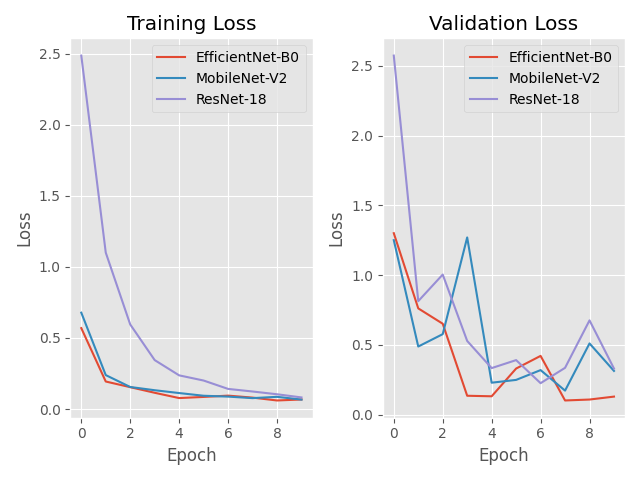 Training Loss
Loss
2.5
2.0
1.5
1.0
0.5
0.0
EfficientNet-B0
MobileNet-V2
ResNet-18
0 2 4 6 8
Epoch
Validation Loss
Loss
2.5
2.0
1.5
1.0
0.5
0.0
EfficientNet-B0
MobileNet-V2
ResNet-18
0 2 4 6 8
Epoch